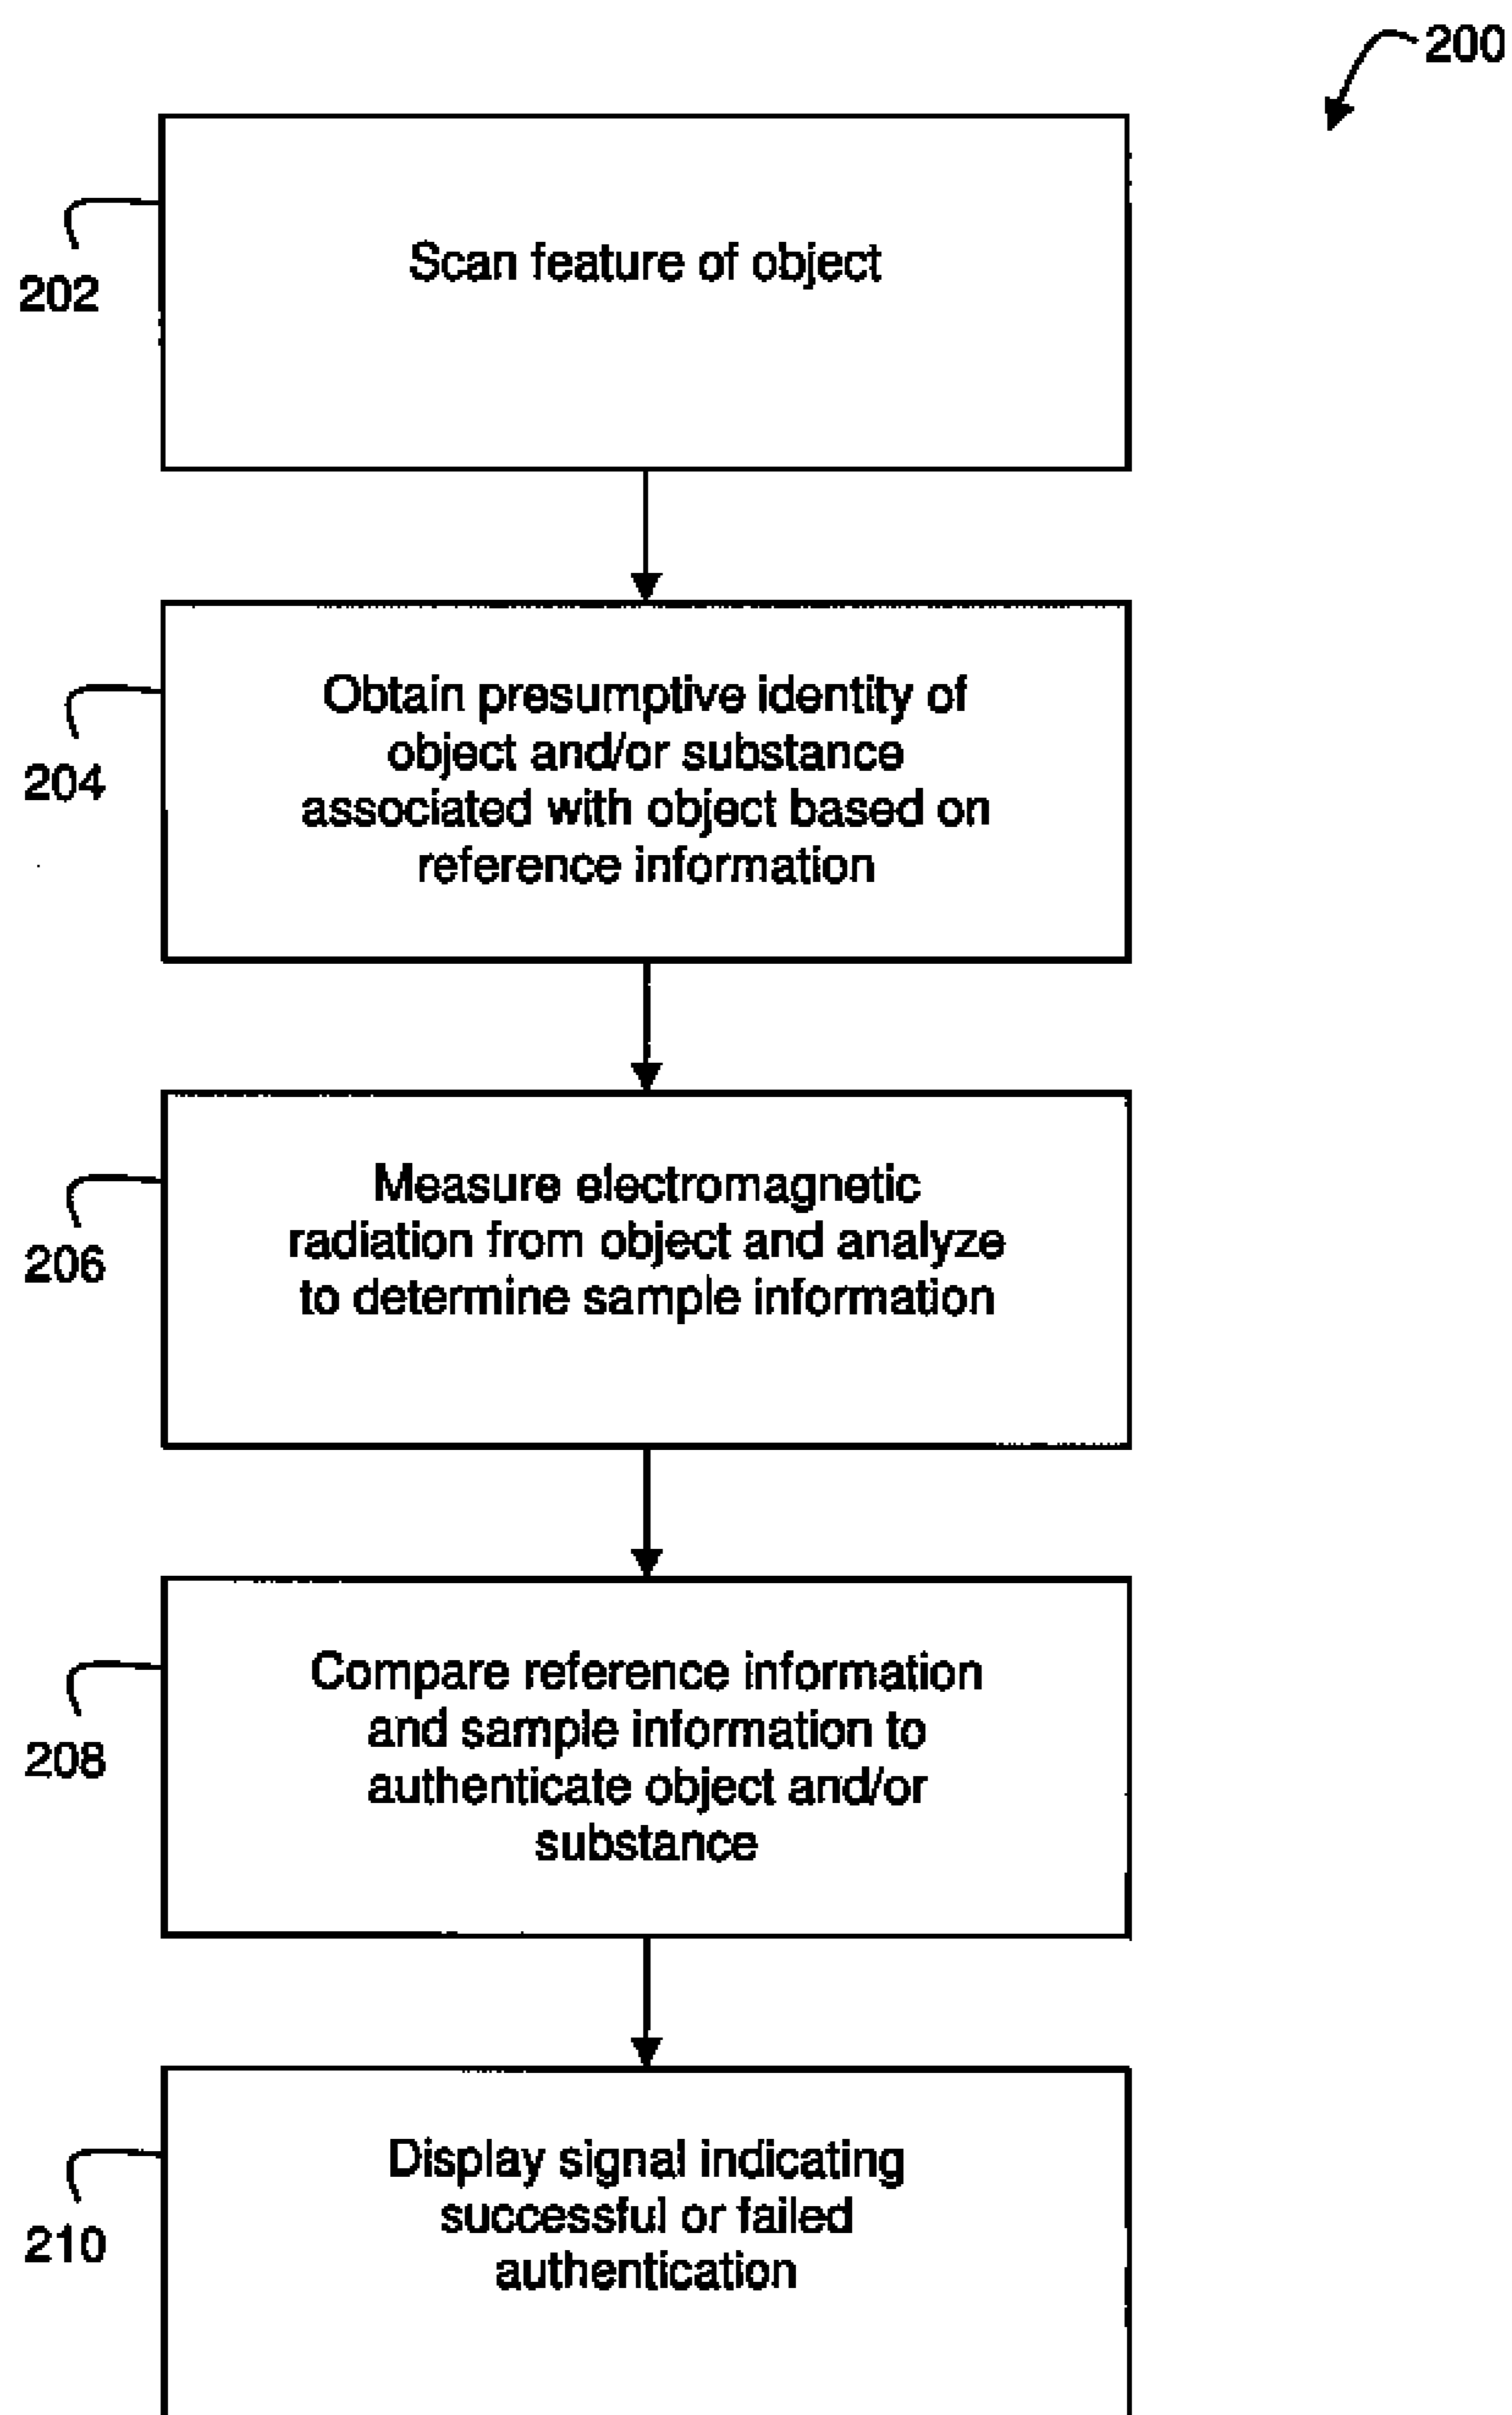 200
202
Scan feature of object
204
Obtain presumptive identity of
object and/or substance
associated with object based on
reference information
206
Measure electromagnetic
radiation from object and analyze
to determine sample information
208
Compare reference information
and sample information to
authenticate object and/or
substance
210
Display signal indicating
successful or failed
authentication